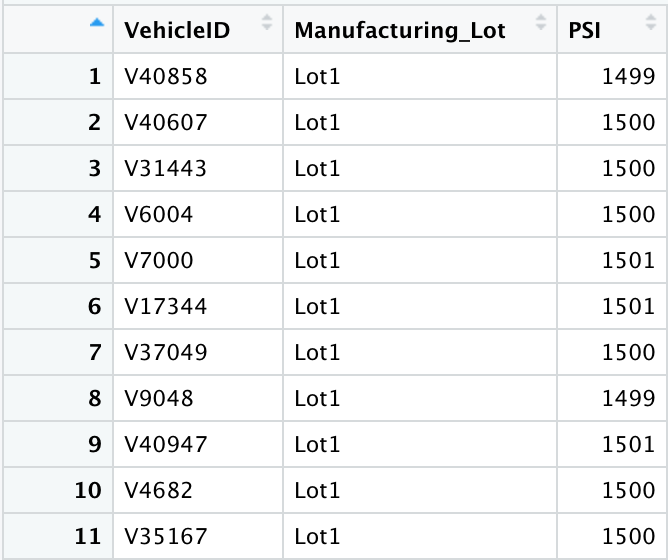 VehicleID Manufacturing_Lot PSI
1 V40858 Lot1 1499
2 V40607 Lot1 1500
3 V31443 Lot1 1500
4 V6004 Lot1 1500
5 V7000 Lot1 1501
6 V17344 Lot1 1501
7 V37049 Lot1 1500
8 V9048 Lot1 1499
9 V40947 Lot1 1501
10 V4682 Lot1 1500
11 V35167 Lot1 1500